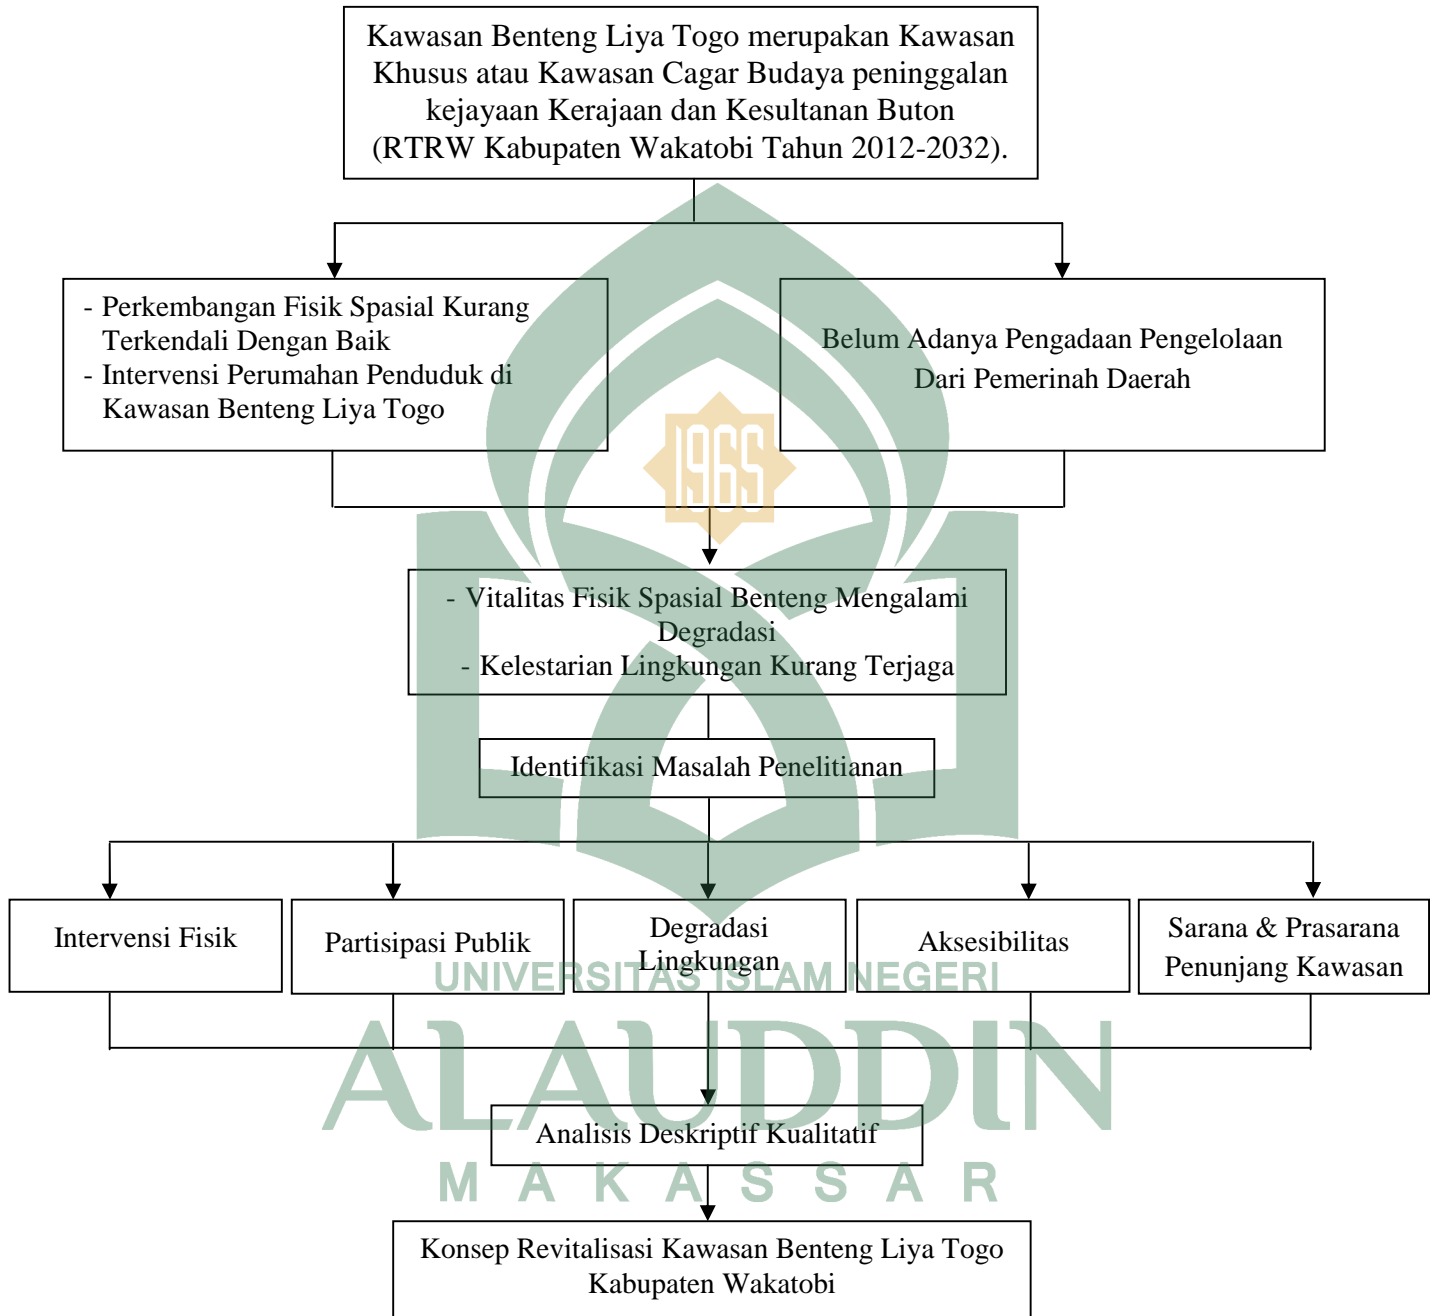 Kawasan Benteng Liya Togo merupakan Kawasan
Khusus atau Kawasan Cagar Budaya peninggalan
kejayaan Kerajaan dan Kesultanan Buton
(RTRW Kabupaten Wakatobi Tahun 2012-2032).
- Perkembangan Fisik Spasial Kurang
Terkendali Dengan Baik
- Intervensi Perumahan Penduduk di
Kawasan Benteng Liya Togo
Belum Adanya Pengadaan Pengelolaan
Dari Pemerinah Daerah
1965
- Vitalitas Fisik Spasial Benteng Mengalami
Degradasi
- Kelestarian Lingkungan Kurang Terjaga
Identifikasi Masalah Penelitianan
Intervensi Fisik
Partisipasi Publik
Degradasi
Lingkungan
Aksesibilitas
Sarana & Prasarana
Penunjang Kawasan
UNIVERSITAS ISLAM NEGERI
ALAUDDIN
Analisis Deskriptif Kualitatif
MAKASSAR
Konsep Revitalisasi Kawasan Benteng Liya Togo
Kabupaten Wakatobi